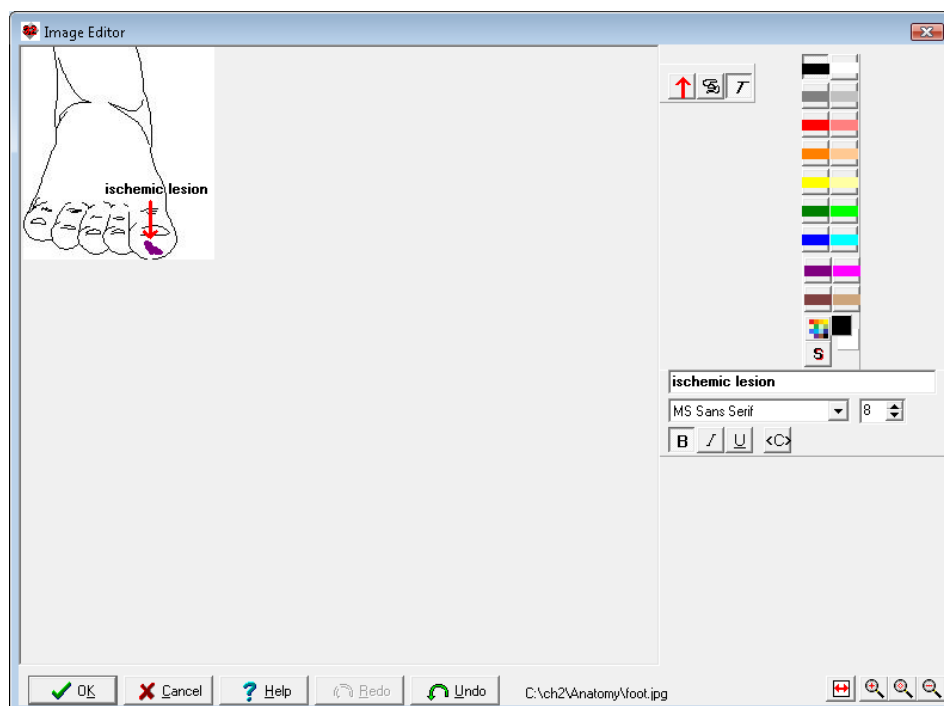 Image Editor
ischemic lesion
T
S
ischemic lesion
MS Sans Serif
8
B I U <C>
OK Cancel ? Help Redo Undo C:\ch2\Anatomy\foot.jpg